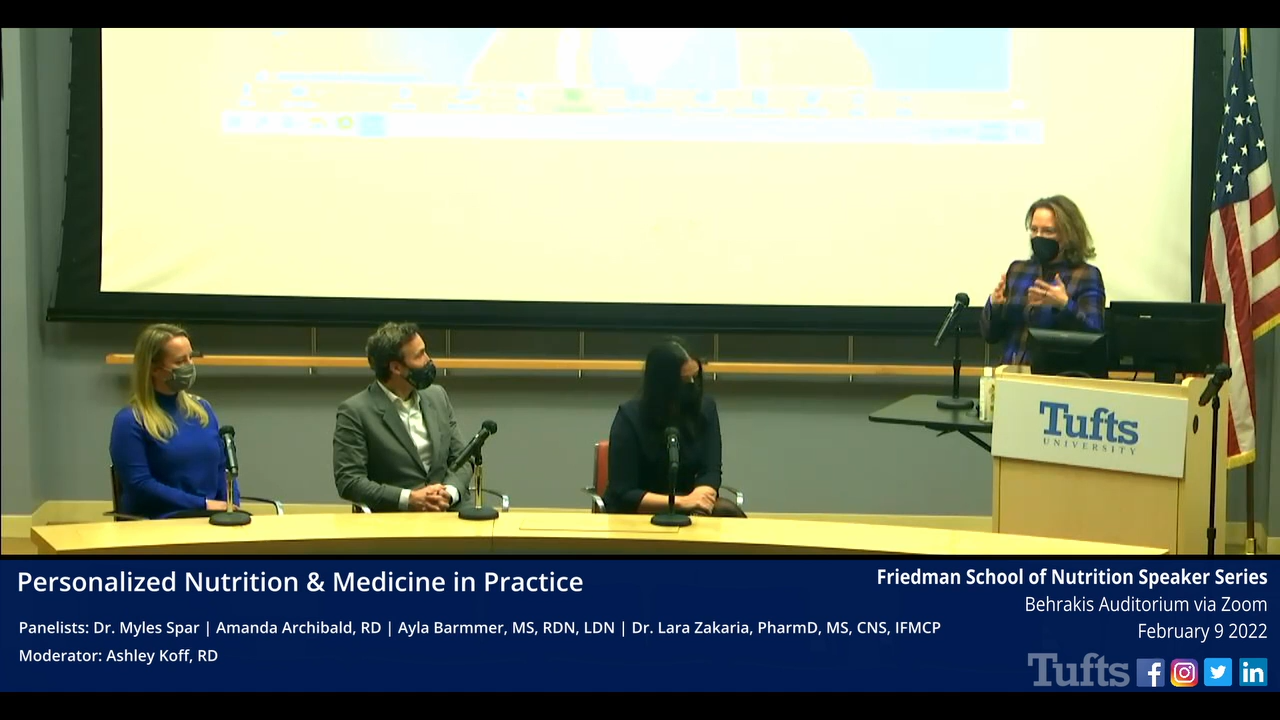 Tufts
UNIVERSITY
Personalized Nutrition & Medicine in Practice
Panelists: Dr. Myles Spar | Amanda Archibald, RD | Ayla Barmmer, MS, RDN, LDN | Dr. Lara Zakaria, PharmD, MS, CNS, IFMCP
Moderator: Ashley Koff, RD
Friedman School of Nutrition Speaker Series
Behrakis Auditorium via Zoom
February 9 2022
Tufts